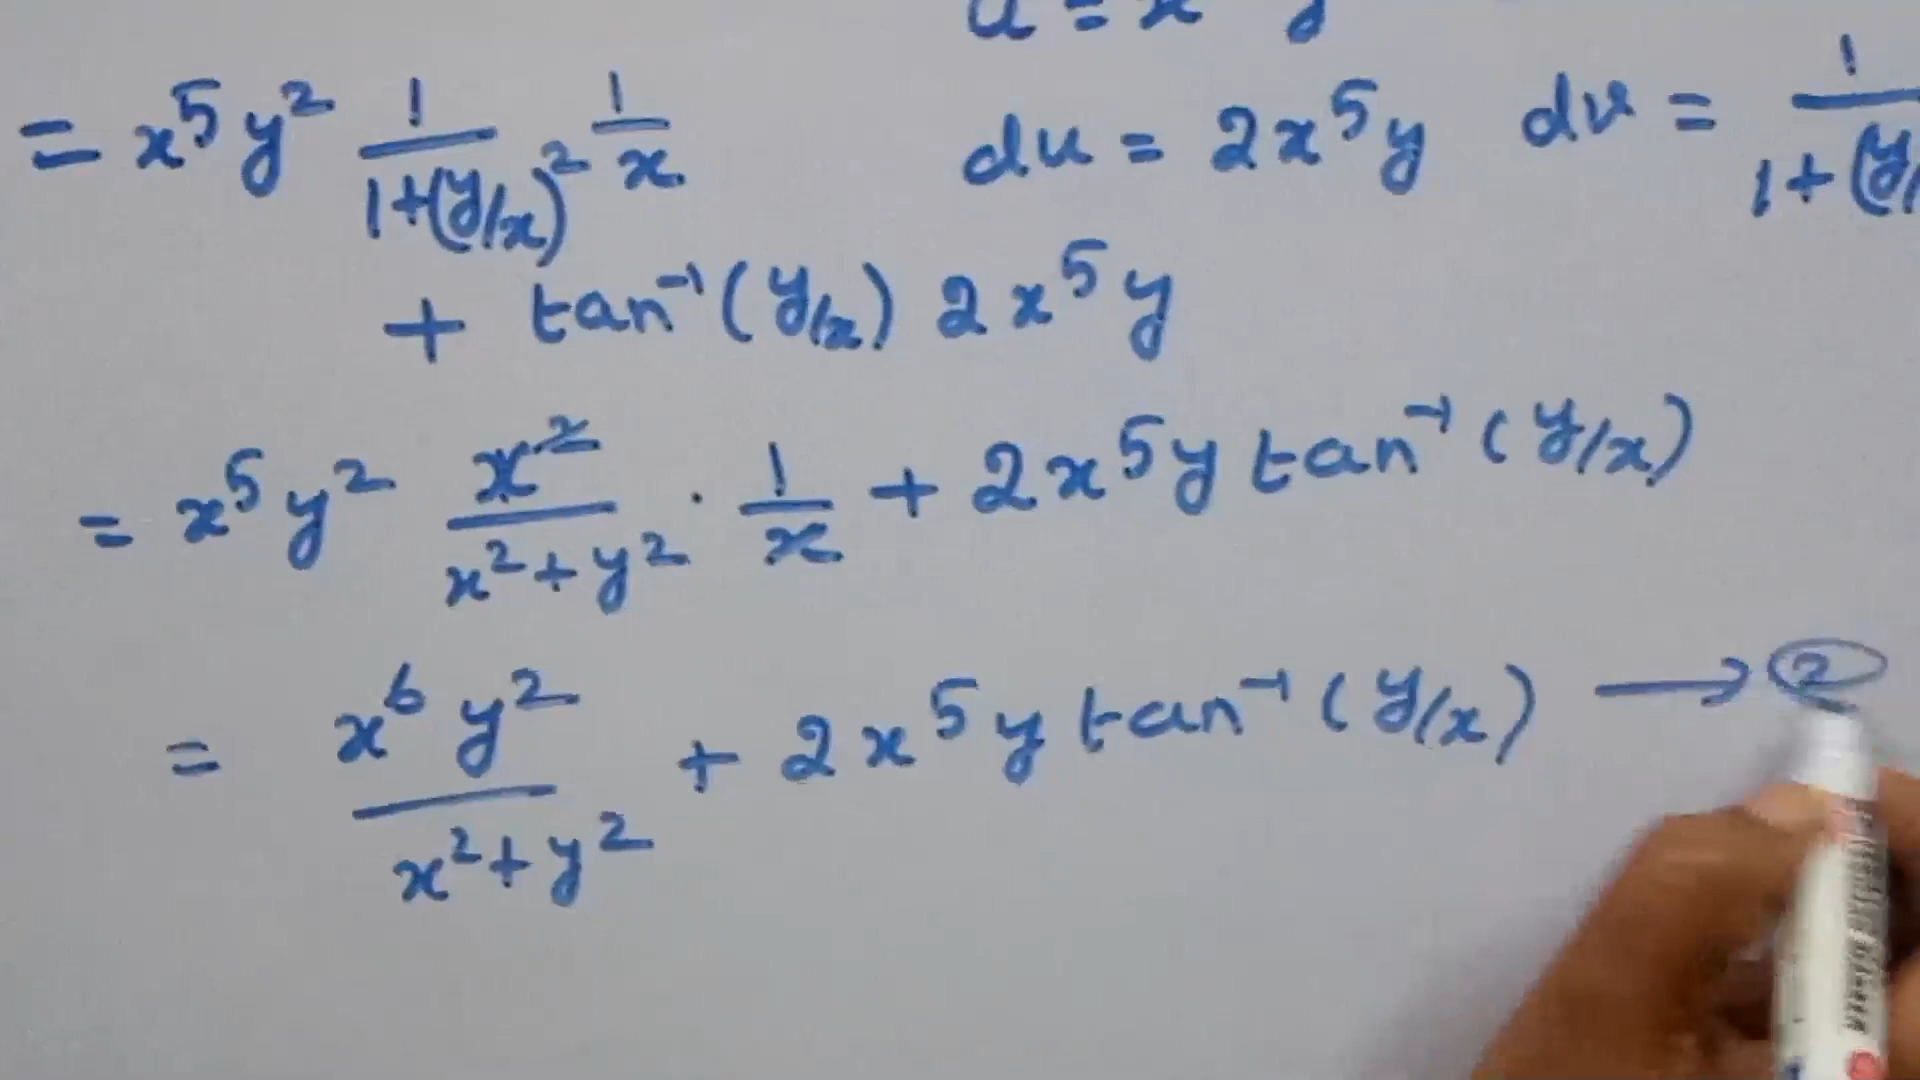 u = x y
= x⁵y² 1/(1+(y/x)²) 1/x du = 2x⁵y dv = 1/(1+(y/
+ tan⁻¹(y/x) 2x⁵y
= x⁵y² x²/(x²+y²) · 1/x + 2x⁵y tan⁻¹(y/x)
= x⁶y²/(x²+y²) + 2x⁵y tan⁻¹(y/x) → ②